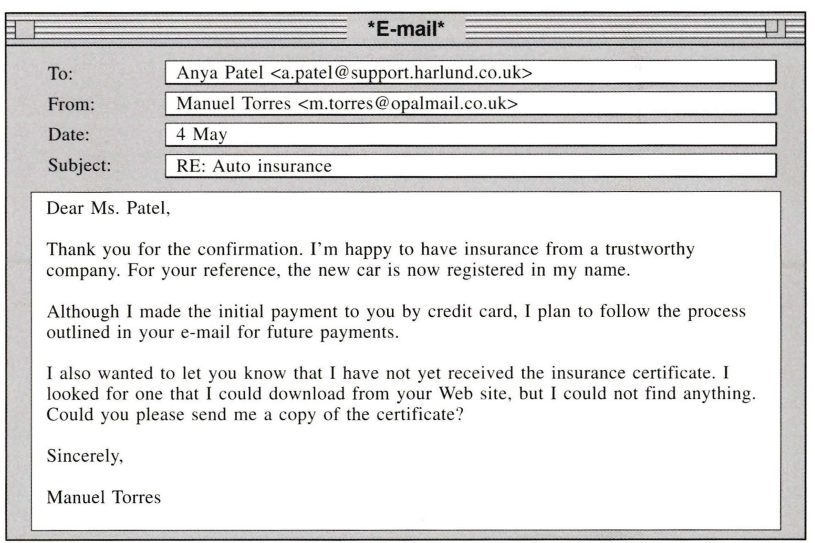 *E-mail*
To: Anya Patel <a.patel@support.harlund.co.uk>
From: Manuel Torres <m.torres@opalmail.co.uk>
Date: 4 May
Subject: RE: Auto insurance
Dear Ms. Patel,
Thank you for the confirmation. I'm happy to have insurance from a trustworthy
company. For your reference, the new car is now registered in my name.
Although I made the initial payment to you by credit card, I plan to follow the process
outlined in your e-mail for future payments.
I also wanted to let you know that I have not yet received the insurance certificate. I
looked for one that I could download from your Web site, but I could not find anything.
Could you please send me a copy of the certificate?
Sincerely,
Manuel Torres